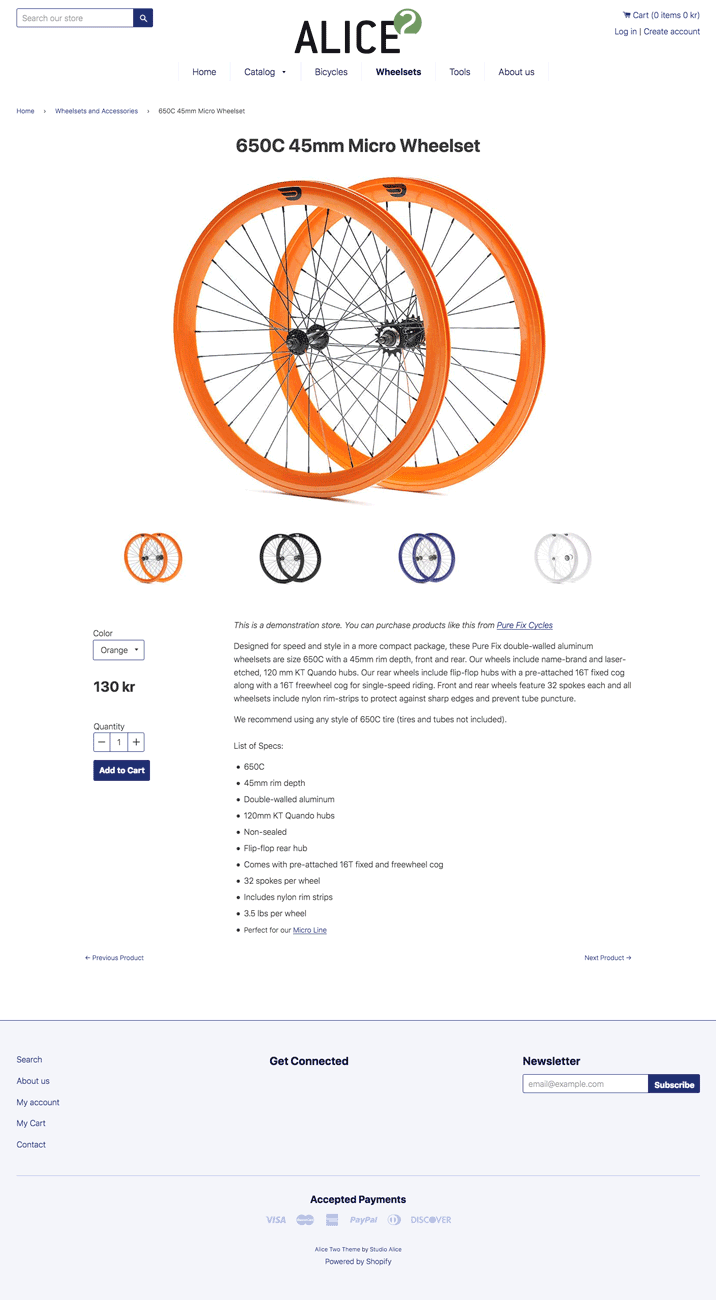 Search our store
ALICE 2
Cart (0 items 0 kr)
Log in | Create account
Home
Catalog
Bicycles
Wheelsets
Tools
About us
Home › Wheelsets and Accessories › 650C 45mm Micro Wheelset
650C 45mm Micro Wheelset
Color
Orange
130 kr
Quantity
− 1 +
Add to Cart
This is a demonstration store. You can purchase products like this from Pure Fix Cycles
Designed for speed and style in a more compact package, these Pure Fix double-walled aluminum
wheelsets are size 650C with a 45mm rim depth, front and rear. Our wheels include name-brand and laser-
etched, 120 mm KT Quando hubs. Our rear wheels include flip-flop hubs with a pre-attached 16T fixed cog
along with a 16T freewheel cog for single-speed riding. Front and rear wheels feature 32 spokes each and all
wheelsets include nylon rim-strips to protect against sharp edges and prevent tube puncture.
We recommend using any style of 650C tire (tires and tubes not included).
List of Specs:
• 650C
• 45mm rim depth
• Double-walled aluminum
• 120mm KT Quando hubs
• Non-sealed
• Flip-flop rear hub
• Comes with pre-attached 16T fixed and freewheel cog
• 32 spokes per wheel
• Includes nylon rim strips
• 3.5 lbs per wheel
• Perfect for our Micro Line
← Previous Product
Next Product →
Search
About us
My account
My Cart
Contact
Get Connected
Newsletter
email@example.com
Subscribe
Accepted Payments
VISA PayPal DISCOVER
Alice Two Theme by Studio Alice
Powered by Shopify